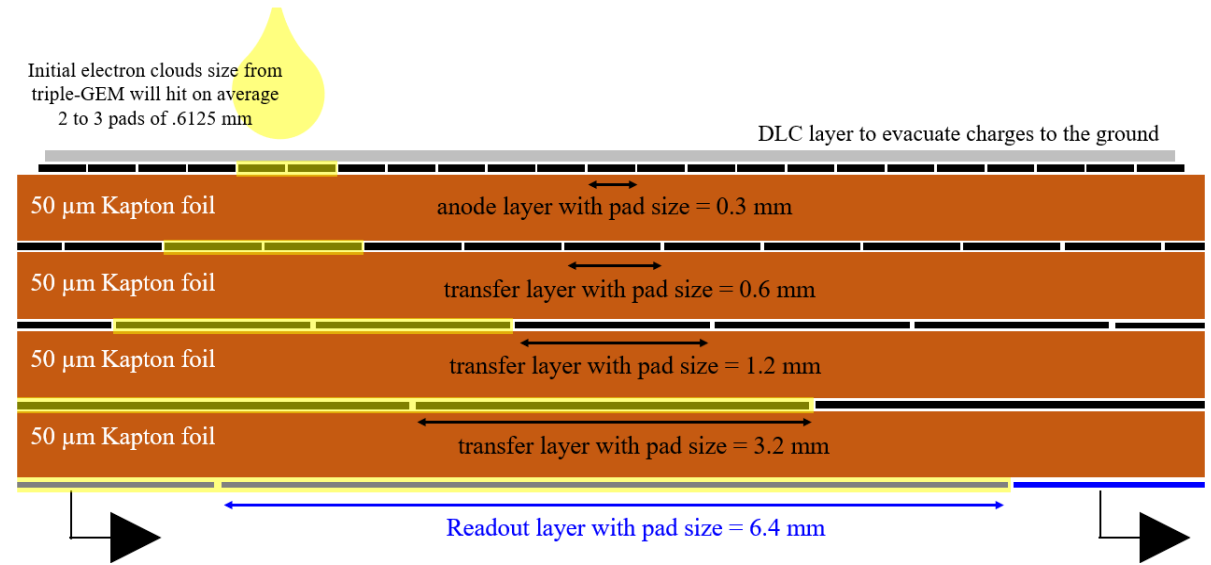 Initial electron clouds size from
triple-GEM will hit on average
2 to 3 pads of .6125 mm
DLC layer to evacuate charges to the ground
50 µm Kapton foil
anode layer with pad size = 0.3 mm
50 µm Kapton foil
transfer layer with pad size = 0.6 mm
50 µm Kapton foil
transfer layer with pad size = 1.2 mm
50 µm Kapton foil
transfer layer with pad size = 3.2 mm
Readout layer with pad size = 6.4 mm